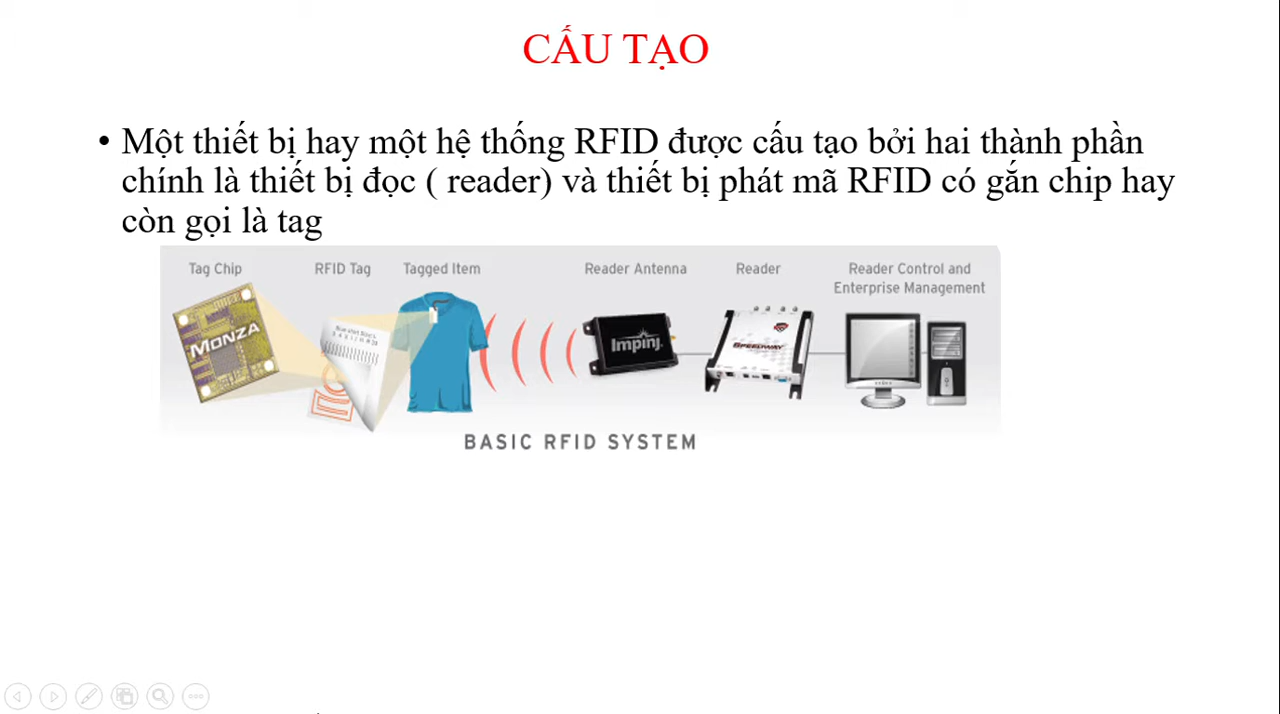 CẤU TẠO
• Một thiết bị hay một hệ thống RFID được cấu tạo bởi hai thành phần
chính là thiết bị đọc ( reader) và thiết bị phát mã RFID có gắn chip hay
còn gọi là tag
Tag Chip
RFID Tag
Tagged Item
Reader Antenna
Reader
Reader Control and
Enterprise Management
MONZA
Impinj
SPEEDWAY
BASIC RFID SYSTEM